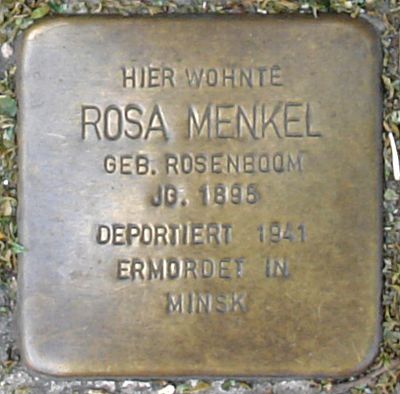 HIER WOHNTE
ROSA MENKEL
GEB. ROSENBOOM
JG. 1895
DEPORTIERT 1941
ERMORDET IN
MINSK